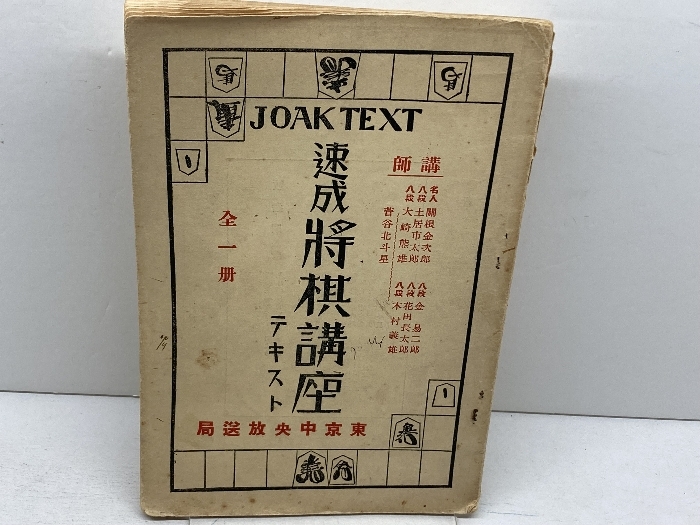 JOAK TEXT
速成將棋講座
テキスト
全一册
講師
名人 關根金次郎
八段 土居市太郎
八段 大崎熊雄
菅谷北斗星
八段 金易二郎
八段 花田長太郎
八段 木村義雄
東京中央放送局